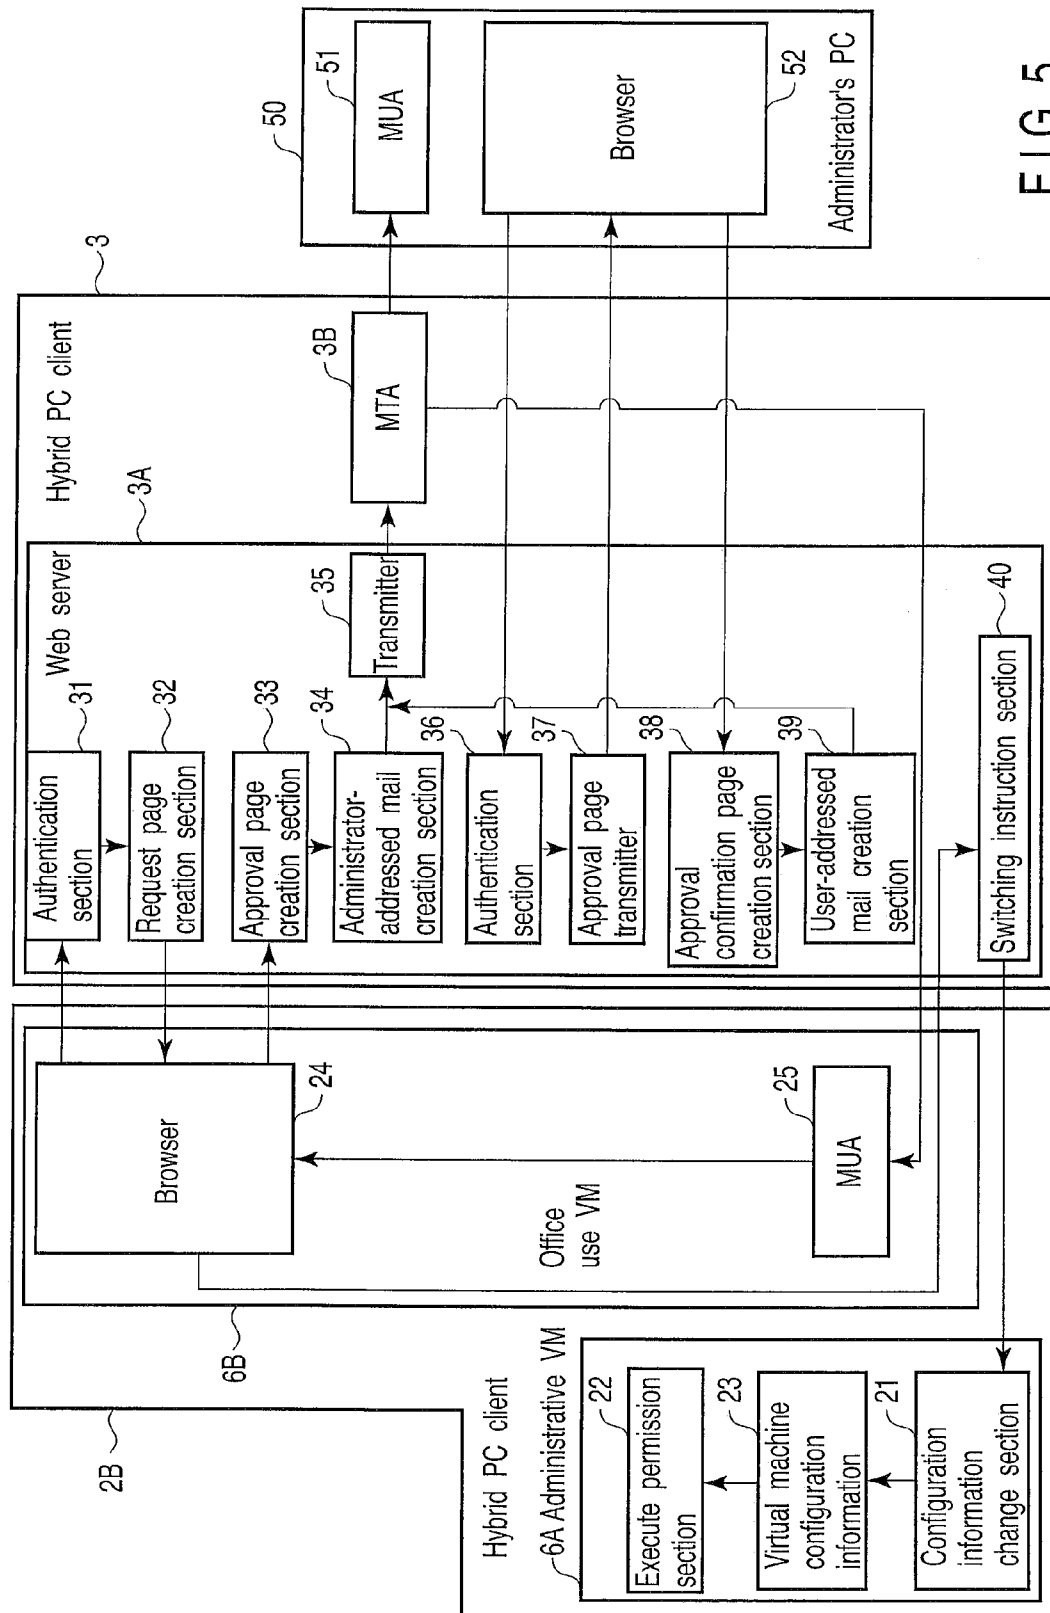 50
51
MUA
Browser
52
Administrator's PC
FIG. 5
3
Hybrid PC client
3B
MTA
3A
Web server
35
Transmitter
31
Authentication
section
32
Request page
creation section
33
Approval page
creation section
34
Administrator-
addressed mail
creation section
36
Authentication
section
37
Approval page
transmitter
38
Approval
confirmation page
creation section
39
User-addressed
mail creation
section
40
Switching instruction section
Browser
24
Office
use VM
25
MUA
6B
2B
Hybrid PC client
6A Administrative VM
22
Execute permission
section
23
Virtual machine
configuration
information
21
Configuration
information
change section